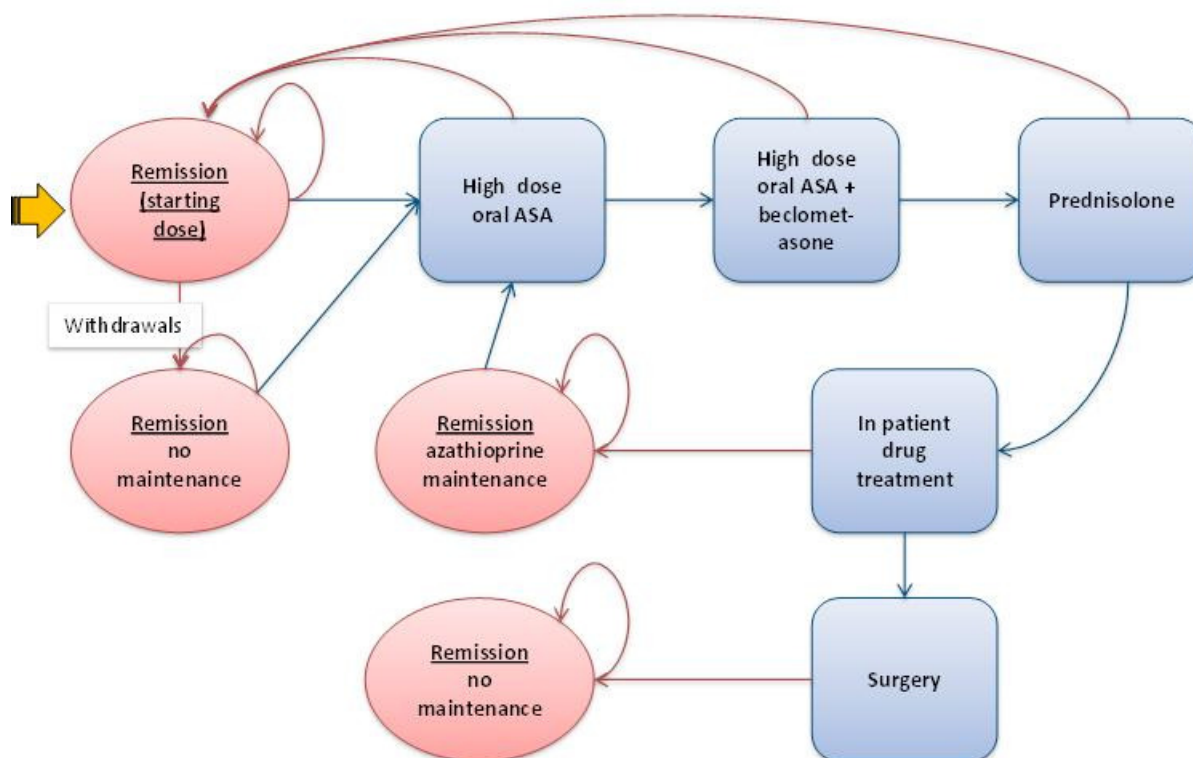 Remission
(starting
dose)
High dose
oral ASA
High dose
oral ASA +
beclomet-
asone
Prednisolone
Withdrawals
Remission
no
maintenance
Remission
azathioprine
maintenance
In patient
drug
treatment
Remission
no
maintenance
Surgery